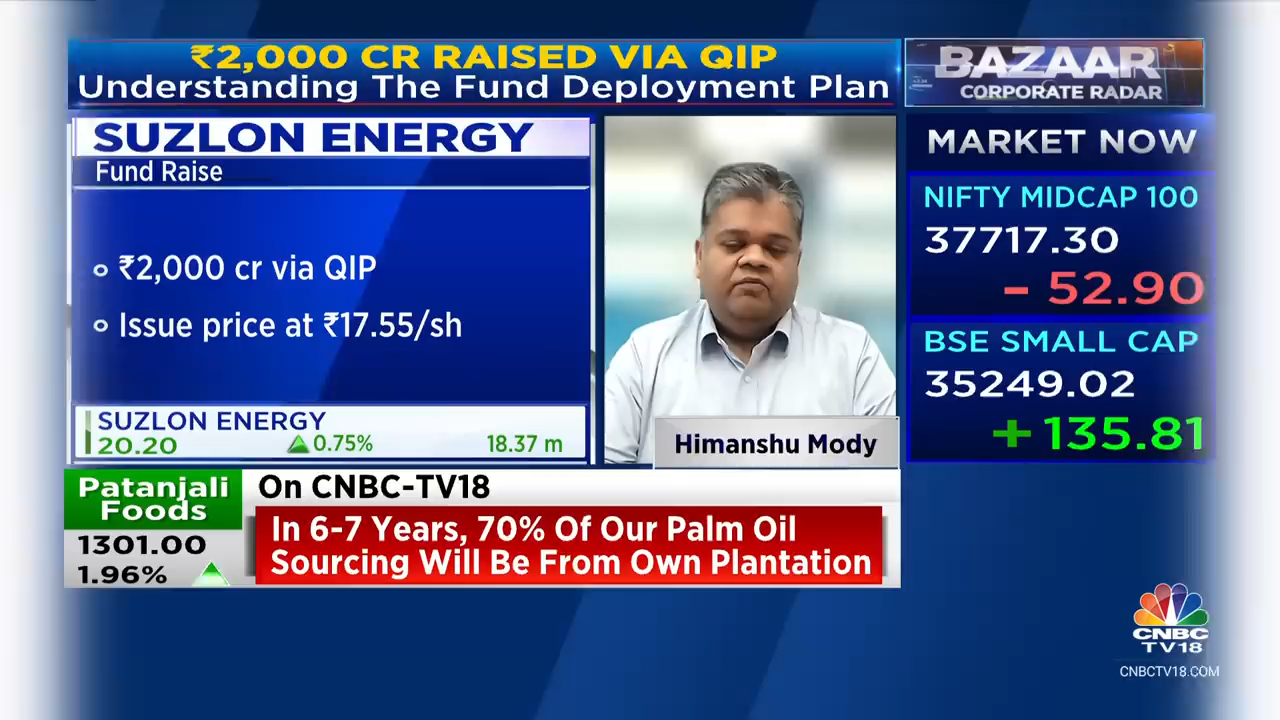 ₹2,000 CR RAISED VIA QIP
Understanding The Fund Deployment Plan
BAZAAR
CORPORATE RADAR
SUZLON ENERGY
Fund Raise
₹2,000 cr via QIP
Issue price at ₹17.55/sh
SUZLON ENERGY
20.20 0.75% 18.37 m
Himanshu Mody
MARKET NOW
NIFTY MIDCAP 100
37717.30
- 52.90
BSE SMALL CAP
35249.02
+ 135.81
Patanjali
Foods
1301.00
1.96%
On CNBC-TV18
In 6-7 Years, 70% Of Our Palm Oil
Sourcing Will Be From Own Plantation
CNBC
TV18
CNBCTV18.COM